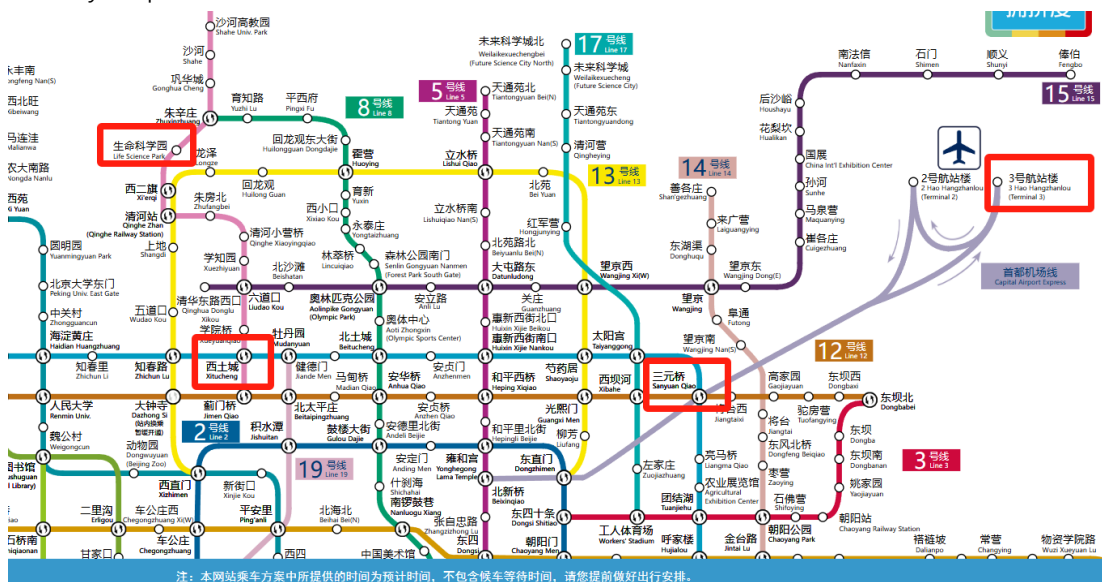 沙河高教园
Shahe Univ. Park
沙河
Shahe
巩华城
Gonghua Cheng
朱辛庄
Zhuxinzhuang
生命科学园
Life Science Park
育知路
Yuzhi Lu
平西府
Pingxi Fu
8 号线
Line 8
回龙观东大街
Huilongguan Dongdajie
霍营
Huoying
育新
Yuxin
西小口
Xixiao Kou
永泰庄
Yongtaizhuang
林萃桥
Lincuiqiao
森林公园南门
Senlin Gongyuan Nanmen
(Forest Park South Gate)
西二旗
Xi'erqi
龙泽
回龙观
Huilong Guan
朱房北
Zhufangbei
清河站
Qinghe Zhan
(Qinghe Railway Station)
清河小营桥
Qinghe Xiaoyingqiao
上地
Shangdi
学知园
Xuezhiyuan
北沙滩
Beishatan
清华东路西口
Qinghua Donglu
Xikou
六道口
Liudao Kou
奥林匹克公园
Aolinpike Gongyuan
(Olympic Park)
安立路
Anli Lu
五道口
Wudao Kou
学院桥
Xueyuanqiao
奥体中心
Aoti Zhongxin
(Olympic Sports Center)
西苑
圆明园
Yuanmingyuan Park
北京大学东门
Peking Univ. East Gate
中关村
Zhongguancun
海淀黄庄
Haidian Huangzhuang
知春里
Zhichun Li
知春路
Zhichun Lu
西土城
Xitucheng
牡丹园
Mudanyuan
健德门
Jiande Men
北土城
Beitucheng
马甸桥
Madian Qiao
安华桥
Anhua Qiao
安贞门
Anzhenmen
安贞桥
Anzhen Qiao
人民大学
Renmin Univ.
魏公村
Weigongcun
大钟寺
Dazhong Si
(站内换乘
暂缓开通)
蓟门桥
Jimen Qiao
北太平庄
Beitaipingzhuang
动物园
Dongwuyuan
(Beijing Zoo)
2 号线
Line 2
积水潭
Jishuitan
鼓楼大街
Gulou Dajie
安德里北街
Andeli Beijie
安定门
Anding Men
19 号线
Line 19
什刹海
Shichahai
南锣鼓巷
Nanluogu Xiang
西直门
Xizhimen
新街口
Xinjie Kou
二里沟
Erligou
车公庄西
Chegongzhuang Xi(W)
车公庄
Chegongzhuang
平安里
Ping'anli
北海北
Beihai Bei(N)
西四
甘家口
中国美术馆
张自忠路
Zhangzizhong Lu
东四
5 号线
Line 5
天通苑北
Tiantongyuan Bei(N)
天通苑
Tiantong Yuan
天通苑南
Tiantongyuan Nan(S)
立水桥
Lishui Qiao
立水桥南
Lishuiqiao Nan(S)
北苑路北
Beiyuanlu Bei(N)
大屯路东
Datunludong
惠新西街北口
Huixin Xijie Beikou
惠新西街南口
Huixin Xijie Nankou
和平西桥
Heping Xiqiao
和平里北街
Hepingli Beijie
雍和宫
Yonghegong
Lama Temple
北新桥
Beixinqiao
未来科学城北
Weilaikexuechengbei
(Future Science City North)
17 号线
Line 17
未来科学城
Weilaikexuecheng
(Future Science City)
天通苑东
Tiantongyuandong
清河营
Qingheying
13 号线
Line 13
北苑
Bei Yuan
红军营
Hongjunying
望京西
Wangjing Xi(W)
关庄
Guanzhuang
太阳宫
Taiyanggong
芍药居
Shaoyaoju
西坝河
Xibahe
光熙门
Guangxi Men
柳芳
Liufang
东直门
Dongzhimen
东四十条
Dongsi Shitiao
朝阳门
Chaoyang Men
左家庄
Zuojiazhuang
工人体育场
Workers' Stadium
三元桥
Sanyuan Qiao
亮马桥
Liangma Qiao
农业展览馆
Agricultural
Exhibition Center
团结湖
Tuanjiehu
呼家楼
Hujialou
14 号线
Line 14
善各庄
Shan'gezhuang
来广营
Laiguangying
东湖渠
Donghuqu
望京
Wangjing
望京东
Wangjing Dong(E)
阜通
Futong
望京南
Wangjing Nan(S)
12 号线
Line 12
高家园
Gaojiayuan
东坝西
Dongbaxi
东坝北
Dongbabei
将台西
Jiangtaixi
驼房营
Tuofangying
将台
Jiangtai
东风北桥
Dongfeng Beiqiao
枣营
Zaoying
石佛营
Shifoying
朝阳公园
Chaoyang Park
金台路
Jintai Lu
3 号线
Line 3
东坝
Dongba
东坝南
Dongbanan
姚家园
Yaojiayuan
朝阳站
Chaoyang Railway Station
褡裢坡
Dalianpo
常营
Changying
物资学院路
Wuzi Xueyuan Lu
南法信
Nanfaxin
石门
Shimen
顺义
Shunyi
俸伯
Fengbo
15 号线
Line 15
后沙峪
Houshayu
花梨坎
Hualikan
国展
China Int'l Exhibition Center
孙河
Sunhe
马泉营
Maquanying
崔各庄
Cuigezhuang
2号航站楼
2 Hao Hangzhanlou
(Terminal 2)
3号航站楼
3 Hao Hangzhanlou
(Terminal 3)
首都机场线
Capital Airport Express
注：本网站乘车方案中所提供的时间为预计时间，不包含候车等待时间，请您提前做好出行安排。